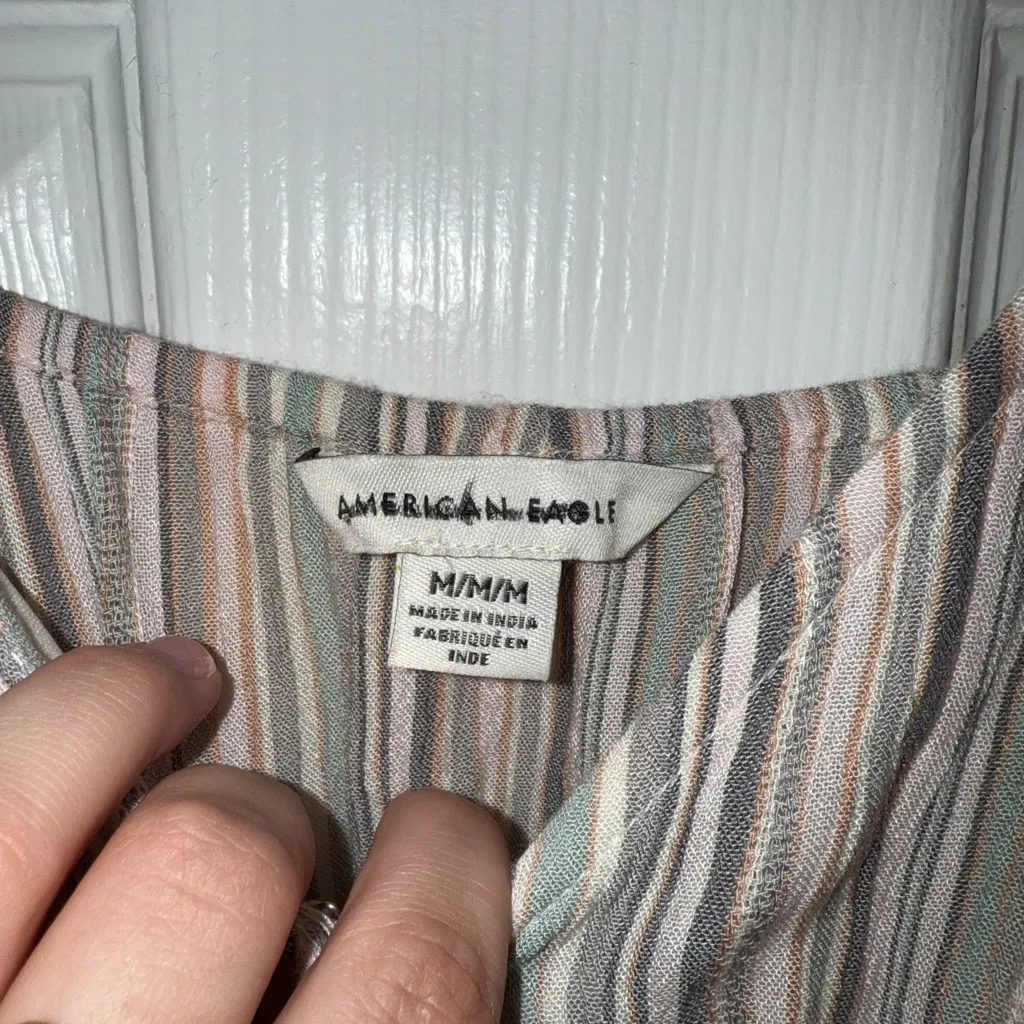 AMERICAN EAGLE
M/M/M
MADE IN INDIA
FABRIQUÉ EN
INDE